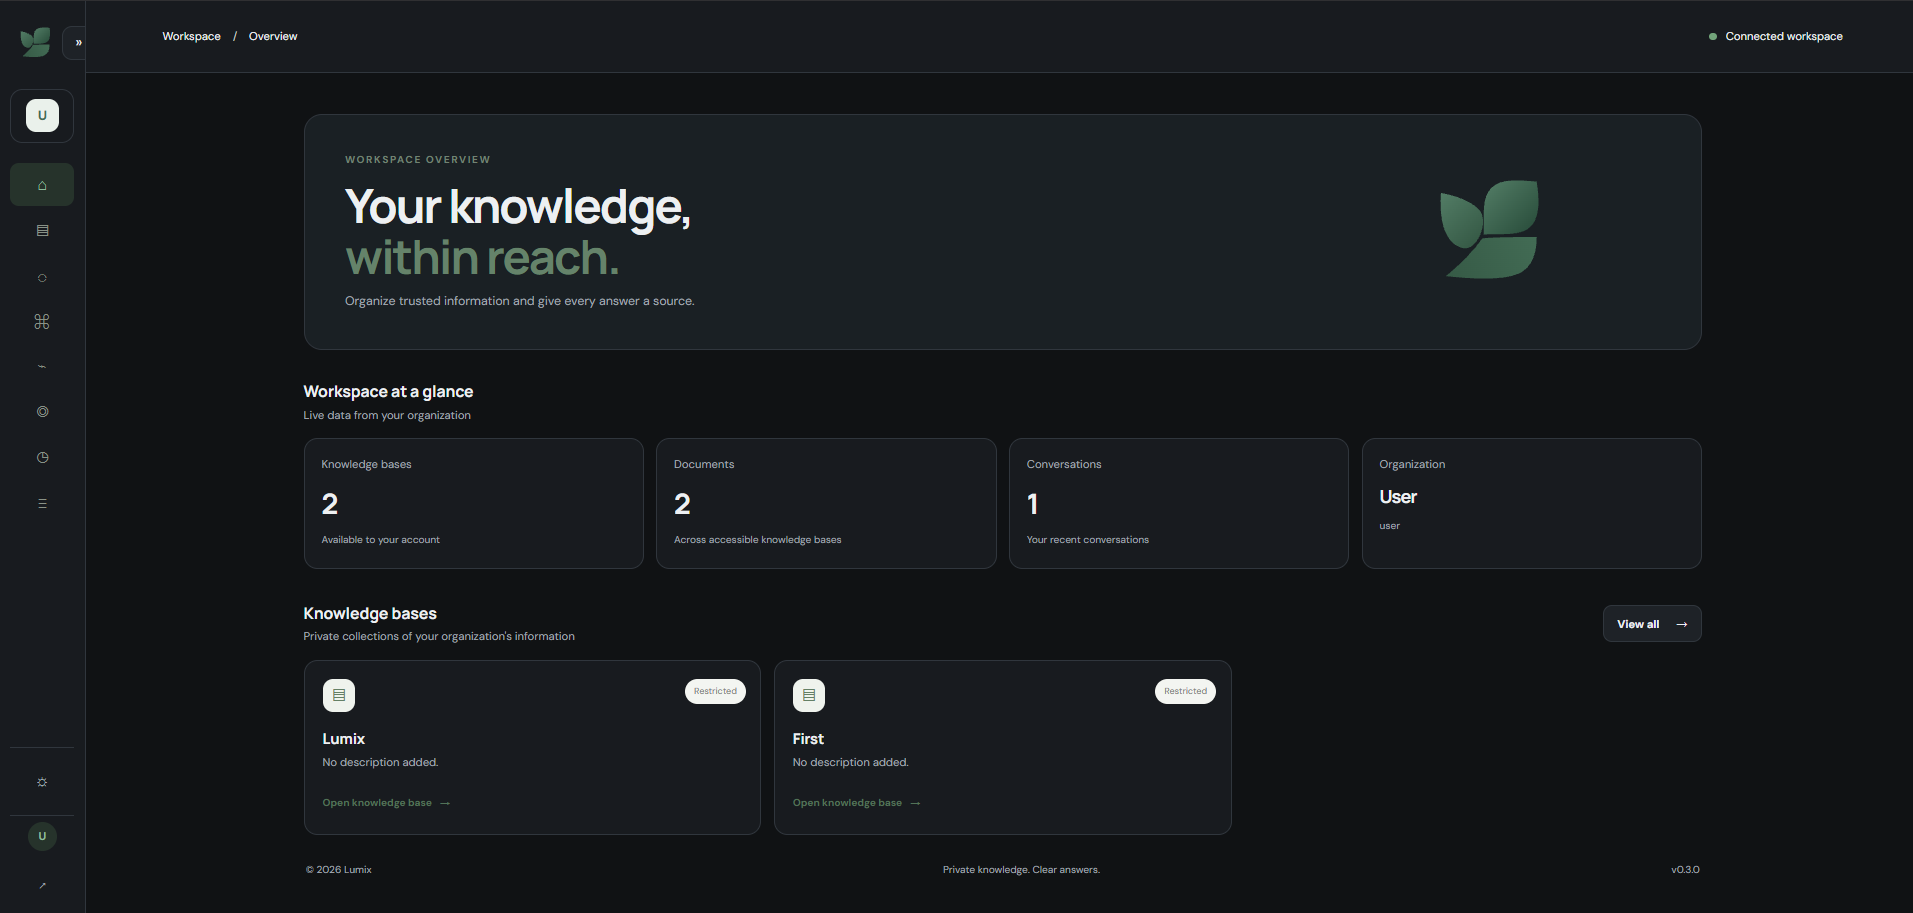 »
Workspace / Overview
Connected workspace
U
WORKSPACE OVERVIEW
Your knowledge,
within reach.
Organize trusted information and give every answer a source.
Workspace at a glance
Live data from your organization
Knowledge bases
2
Available to your account
Documents
2
Across accessible knowledge bases
Conversations
1
Your recent conversations
Organization
User
user
Knowledge bases
Private collections of your organization's information
View all →
Restricted
Lumix
No description added.
Open knowledge base →
Restricted
First
No description added.
Open knowledge base →
U
© 2026 Lumix
Private knowledge. Clear answers.
v0.3.0